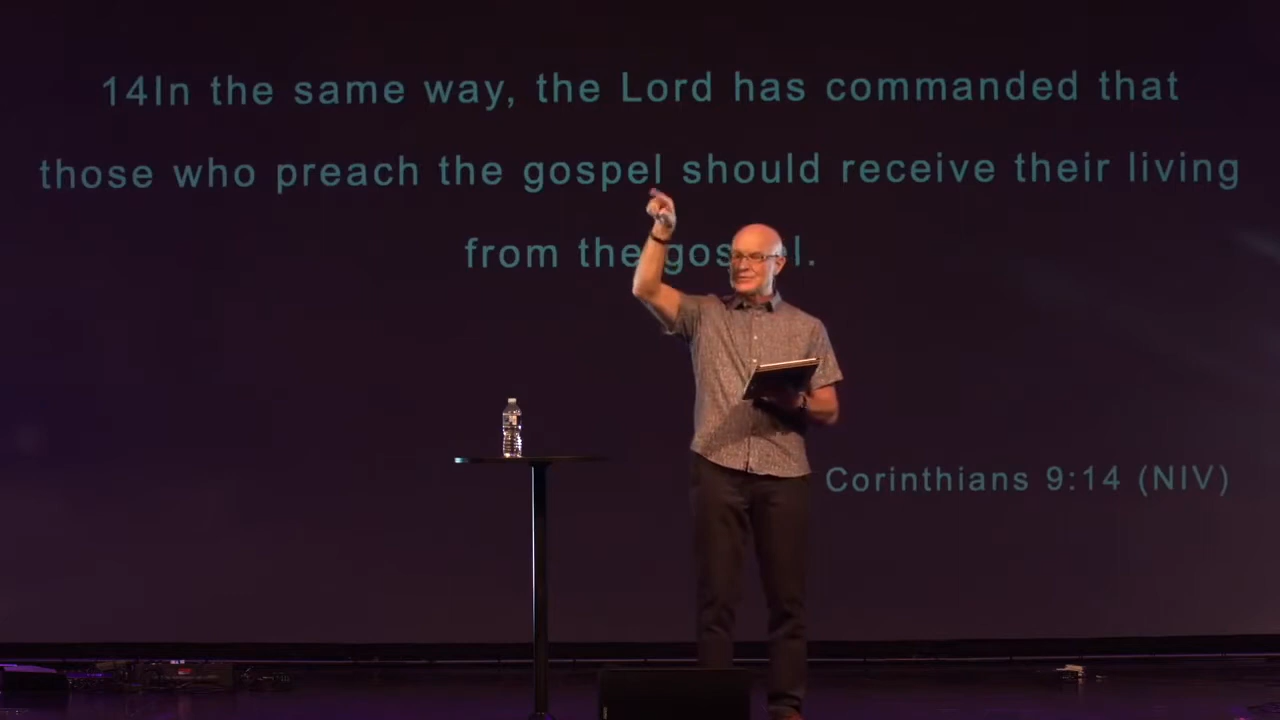 14In the same way, the Lord has commanded that
those who preach the gospel should receive their living
from the gospel.
Corinthians 9:14 (NIV)